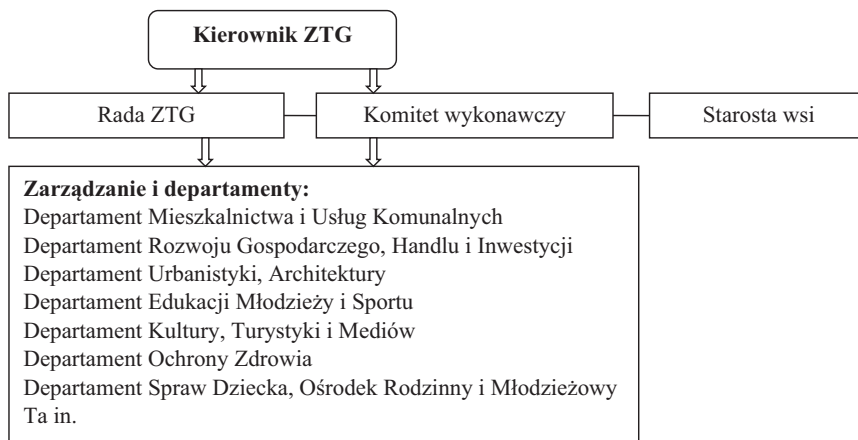 Kierownik ZTG
Rada ZTG
Komitet wykonawczy
Starosta wsi
Zarządzanie i departamenty:
Departament Mieszkalnictwa i Usług Komunalnych
Departament Rozwoju Gospodarczego, Handlu i Inwestycji
Departament Urbanistyki, Architektury
Departament Edukacji Młodzieży i Sportu
Departament Kultury, Turystyki i Mediów
Departament Ochrony Zdrowia
Departament Spraw Dziecka, Ośrodek Rodzinny i Młodzieżowy
Ta in.